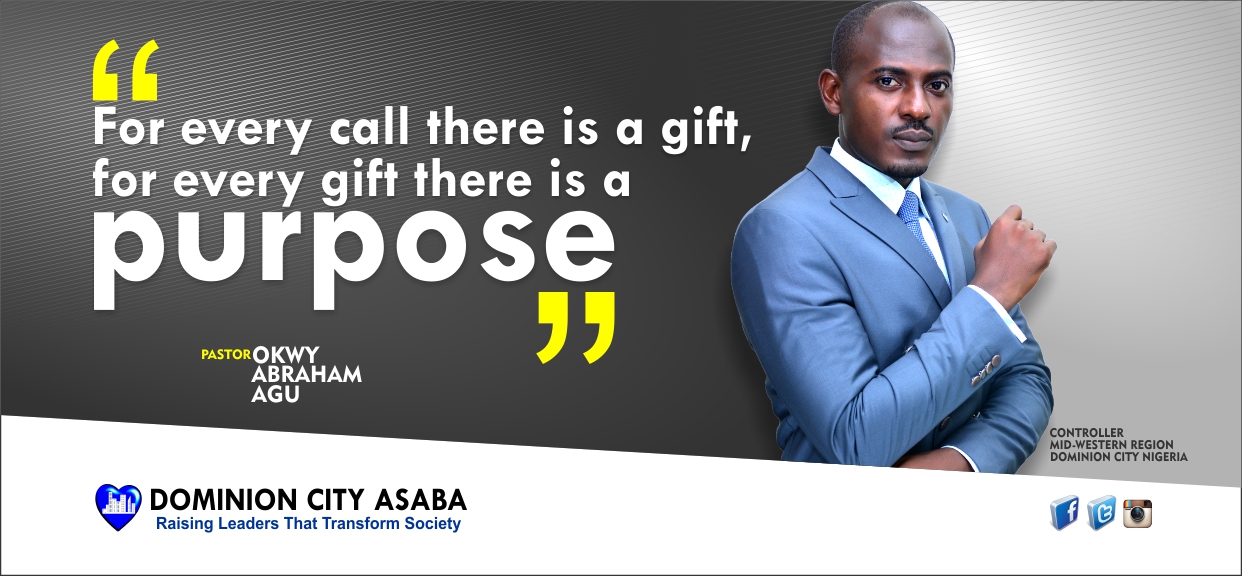 “
For every call there is a gift,
for every gift there is a
purpose
”
PASTOR OKWY
ABRAHAM
AGU
CONTROLLER
MID-WESTERN REGION
DOMINION CITY NIGERIA
DOMINION CITY ASABA
Raising Leaders That Transform Society